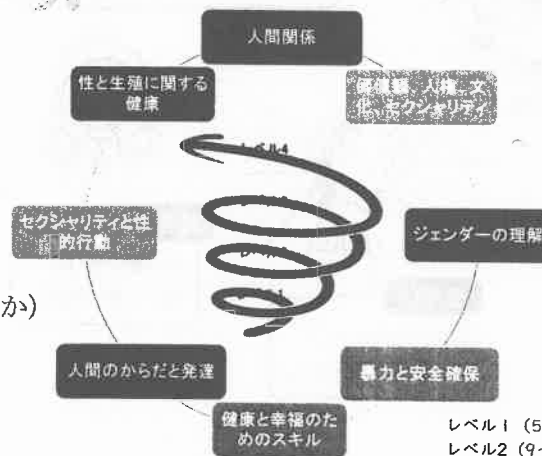 人間関係
性と生殖に関する
健康
価値観、人権、文
化、セクシャリティ
レベル4
セクシャリティと性
的行動
ジェンダーの理解
か)
人間のからだと発達
暴力と安全確保
健康と幸福のた
めのスキル
レベル1 (5
レベル2 (9